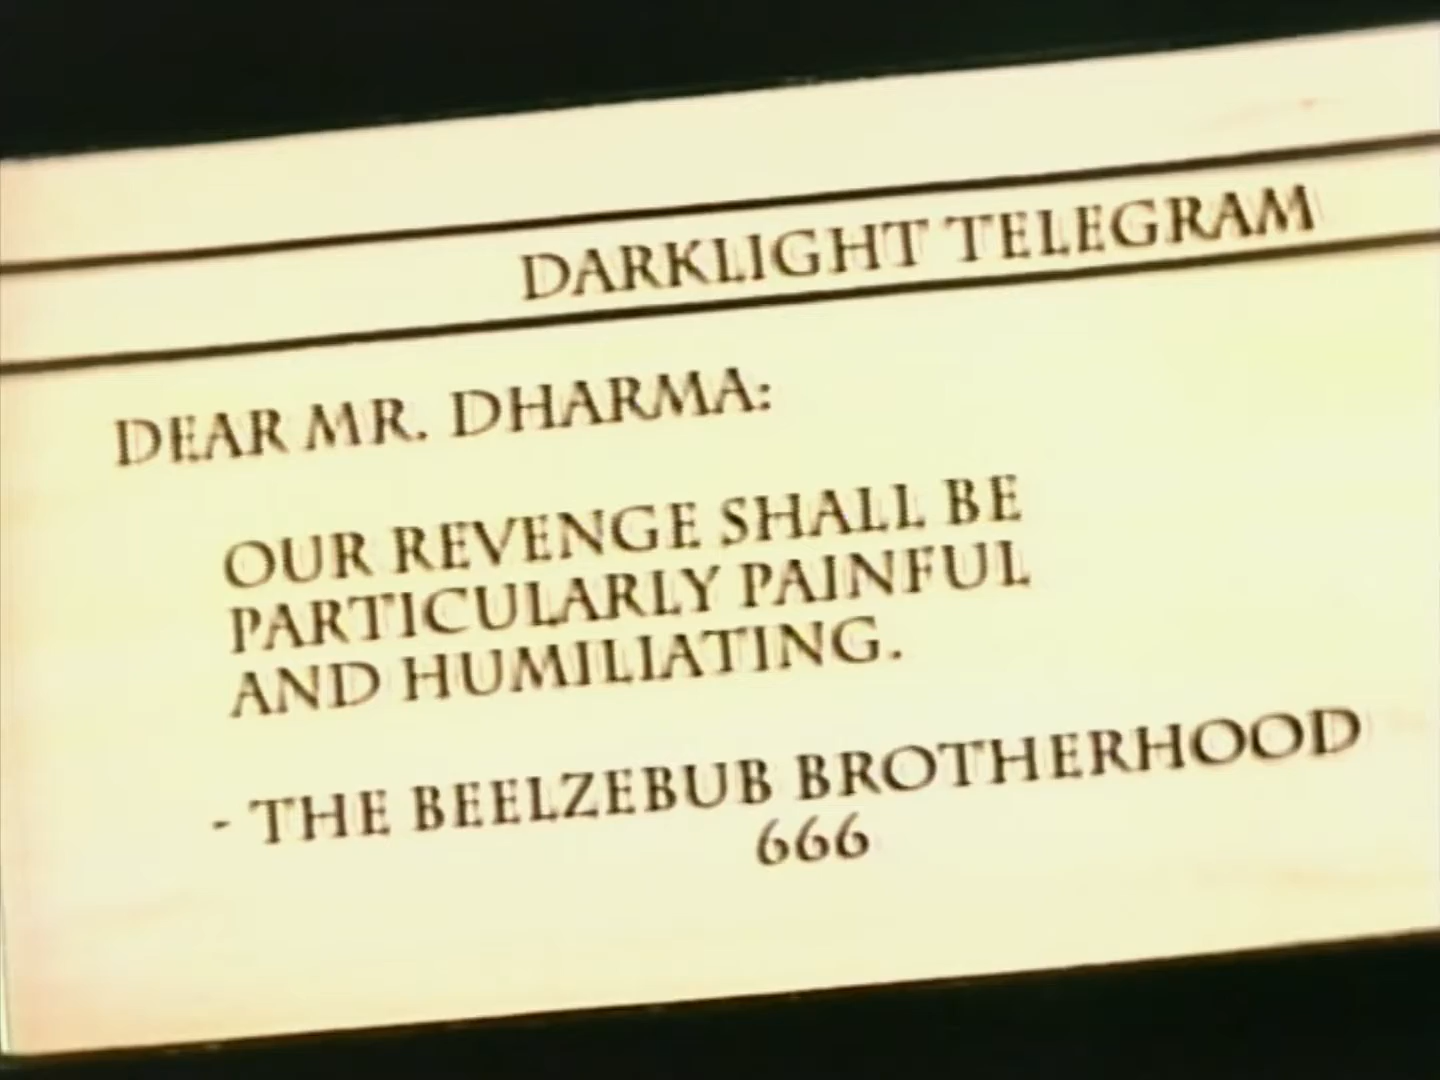 DARKLIGHT TELEGRAM
DEAR MR. DHARMA:
OUR REVENGE SHALL BE
PARTICULARLY PAINFUL
AND HUMILIATING.
- THE BEELZEBUB BROTHERHOOD
666